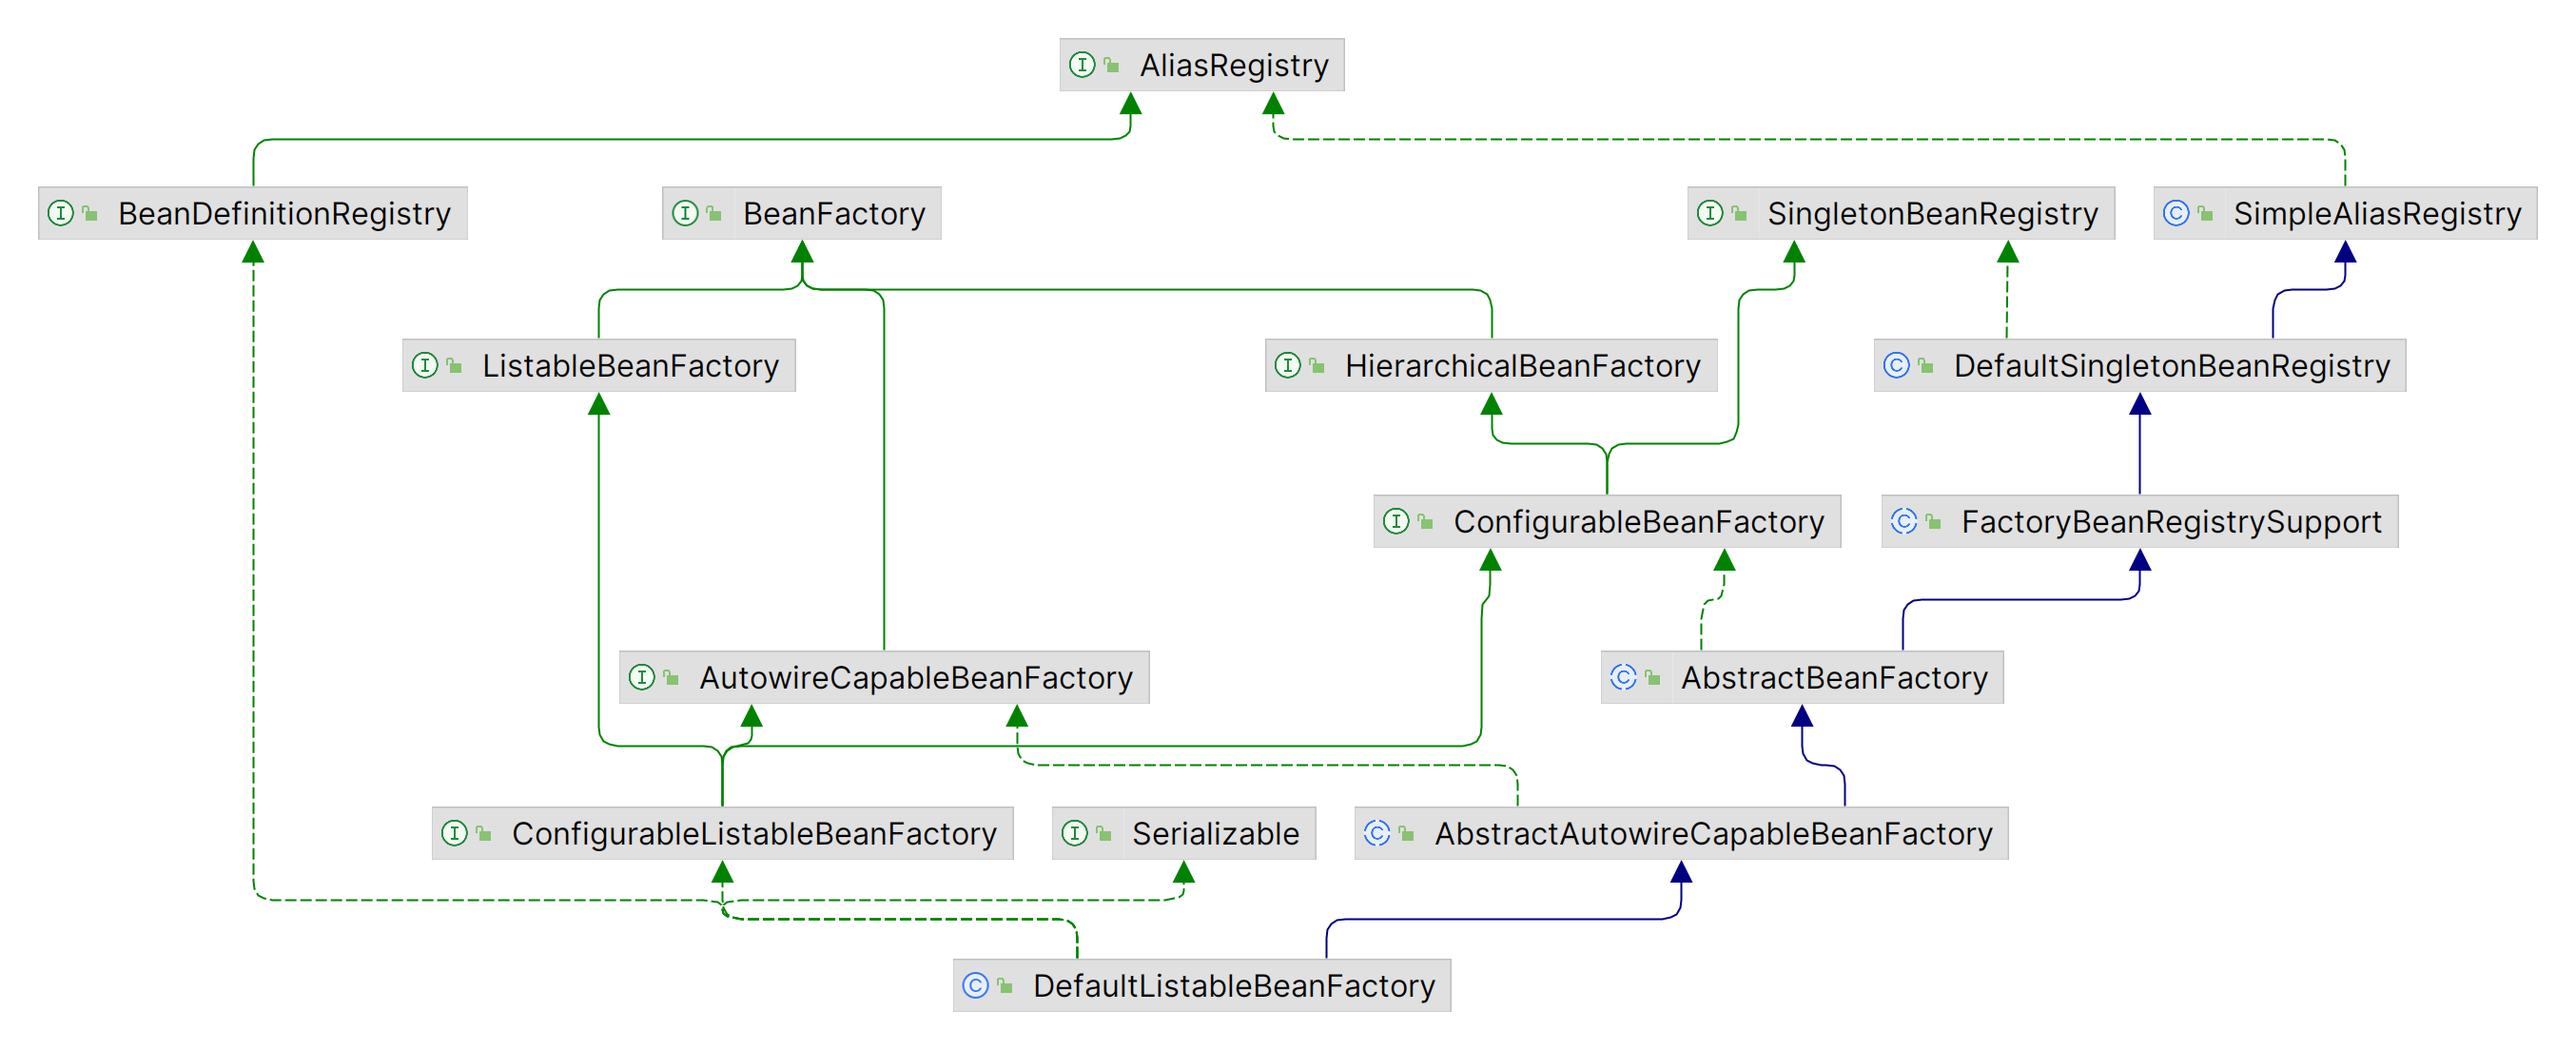 AliasRegistry
BeanDefinitionRegistry
BeanFactory
SingletonBeanRegistry
SimpleAliasRegistry
ListableBeanFactory
HierarchicalBeanFactory
DefaultSingletonBeanRegistry
ConfigurableBeanFactory
FactoryBeanRegistrySupport
AutowireCapableBeanFactory
AbstractBeanFactory
ConfigurableListableBeanFactory
Serializable
AbstractAutowireCapableBeanFactory
DefaultListableBeanFactory